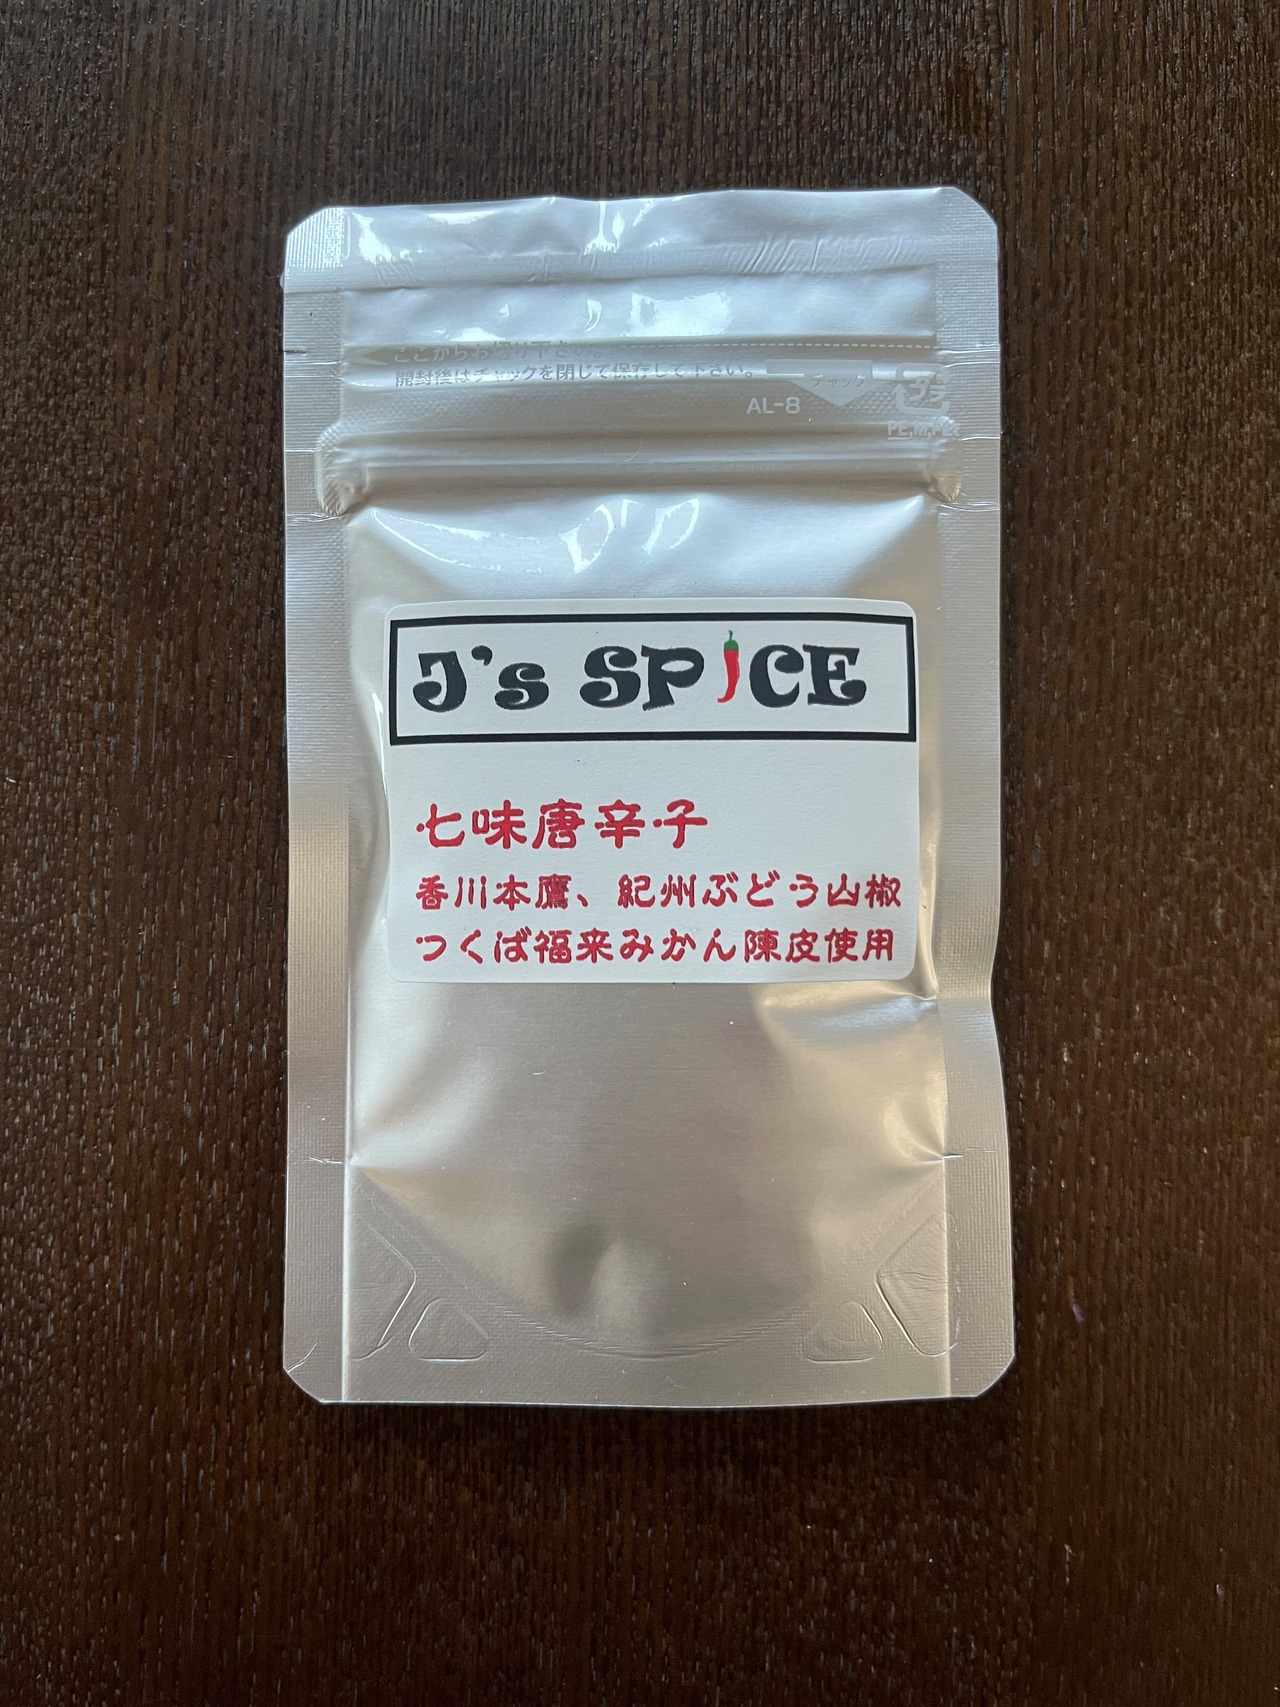 ここからお切り下さい。
開封後はチャックを閉じて保存して下さい。
チャック
プラ
AL-8
J's SPICE
七味唐辛子
香川本鷹、紀州ぶどう山椒
つくば福来みかん陳皮使用